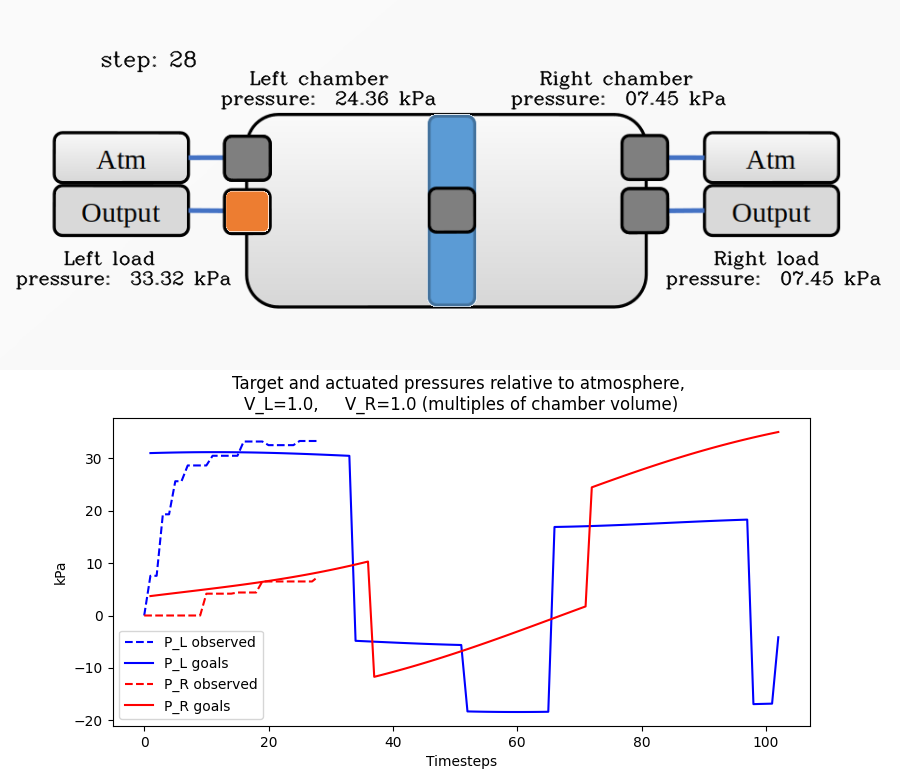 step: 28
Left chamber
pressure: 24.36 kPa
Right chamber
pressure: 07.45 kPa
Atm
Output
Atm
Output
Left load
pressure: 33.32 kPa
Right load
pressure: 07.45 kPa
Target and actuated pressures relative to atmosphere,
V_L=1.0, V_R=1.0 (multiples of chamber volume)
kPa
30
20
10
0
−10
−20
P_L observed
P_L goals
P_R observed
P_R goals
0 20 40 60 80 100
Timesteps